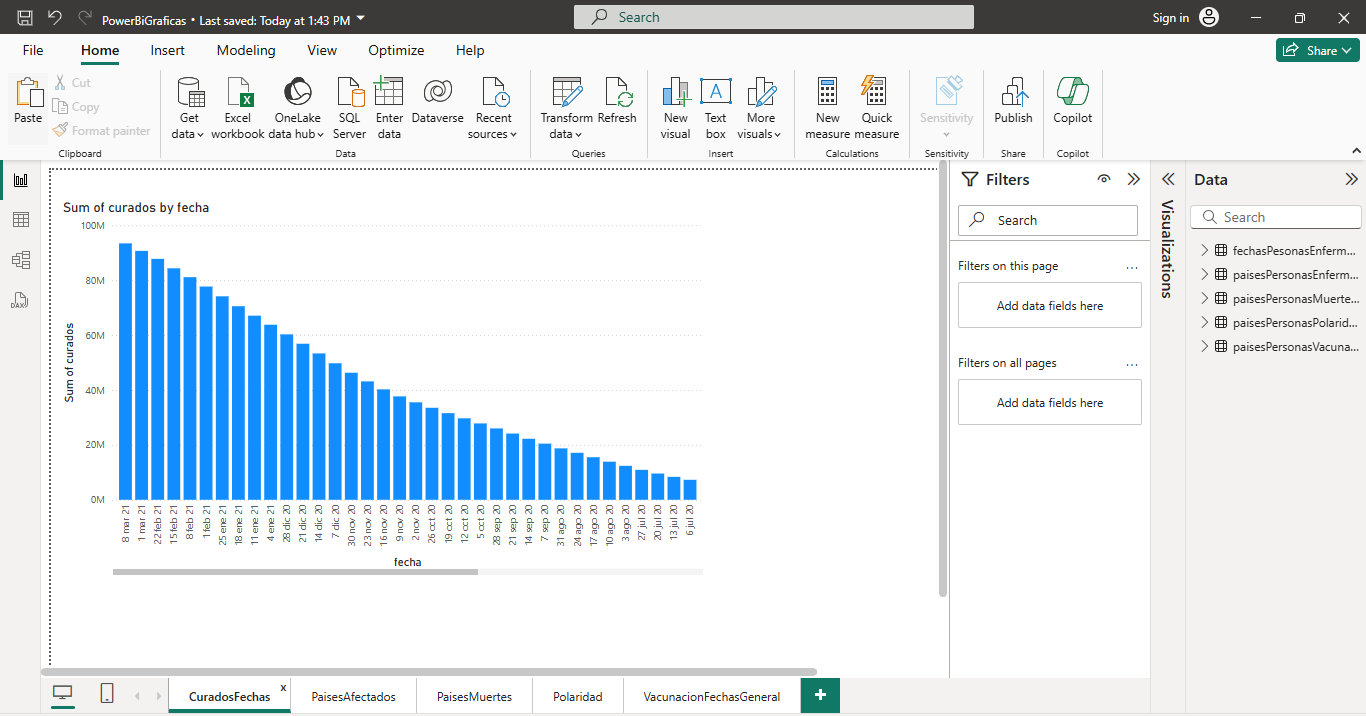 PowerBiGraficas • Last saved: Today at 1:43 PM
Search
Sign in
File Home Insert Modeling View Optimize Help
Share
Paste
Cut
Copy
Format painter
Clipboard
Get data
Excel workbook
OneLake data hub
SQL Server
Enter data
Dataverse
Recent sources
Data
Transform data
Refresh
Queries
New visual
Text box
More visuals
Insert
New measure
Quick measure
Calculations
Sensitivity
Sensitivity
Publish
Share
Copilot
Copilot
DAX
Sum of curados by fecha
100M
80M
60M
40M
20M
0M
Sum of curados
8 mar 21
1 mar 21
22 feb 21
15 feb 21
8 feb 21
1 feb 21
25 ene 21
18 ene 21
11 ene 21
4 ene 21
28 dic 20
21 dic 20
14 dic 20
7 dic 20
30 nov 20
23 nov 20
16 nov 20
9 nov 20
2 nov 20
26 oct 20
19 oct 20
12 oct 20
5 oct 20
28 sep 20
21 sep 20
14 sep 20
7 sep 20
31 ago 20
24 ago 20
17 ago 20
10 ago 20
3 ago 20
27 jul 20
20 jul 20
13 jul 20
6 jul 20
fecha
Filters
Search
Filters on this page
...
Add data fields here
Filters on all pages
...
Add data fields here
Visualizations
Data
Search
fechasPesonasEnferm...
paisesPersonasEnferm...
paisesPersonasMuerte...
paisesPersonasPolarid...
paisesPersonasVacuna...
CuradosFechas x
PaisesAfectados
PaisesMuertes
Polaridad
VacunacionFechasGeneral
+